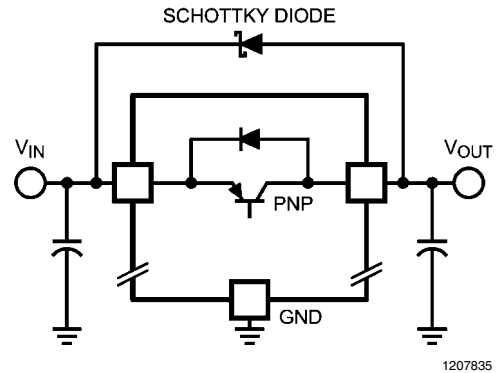 SCHOTTKY DIODE
VIN
VOUT
PNP
GND
1207835